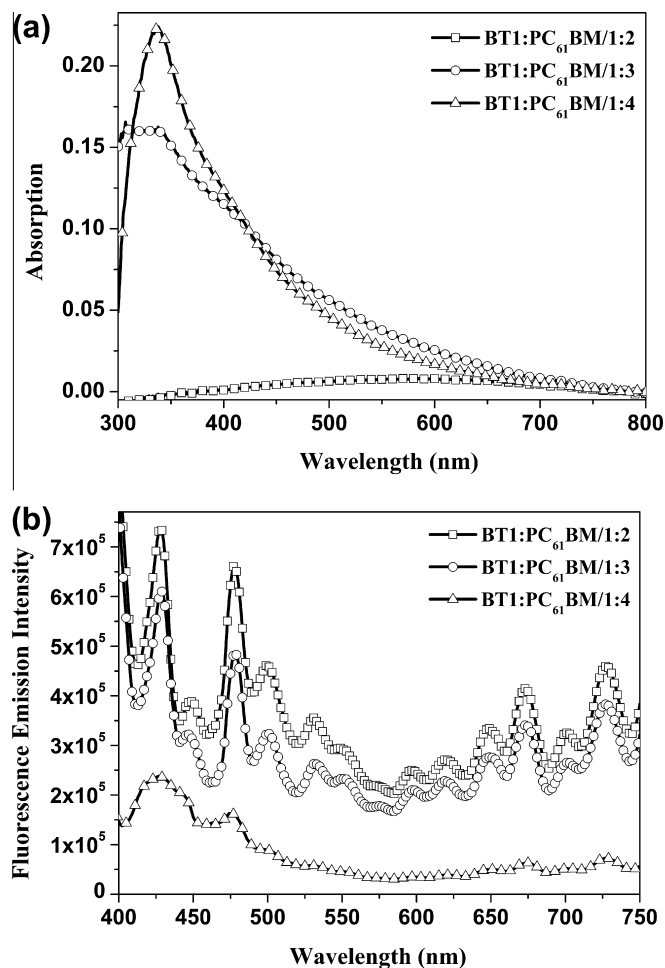 (a)
BT1:PC₆₁BM/1:2
BT1:PC₆₁BM/1:3
BT1:PC₆₁BM/1:4
0.20
0.15
0.10
0.05
0.00
Absorption
300 400 500 600 700 800
Wavelength (nm)
(b)
BT1:PC₆₁BM/1:2
BT1:PC₆₁BM/1:3
BT1:PC₆₁BM/1:4
7x10⁵
6x10⁵
5x10⁵
4x10⁵
3x10⁵
2x10⁵
1x10⁵
0
Fluorescence Emission Intensity
400 450 500 550 600 650 700 750
Wavelength (nm)